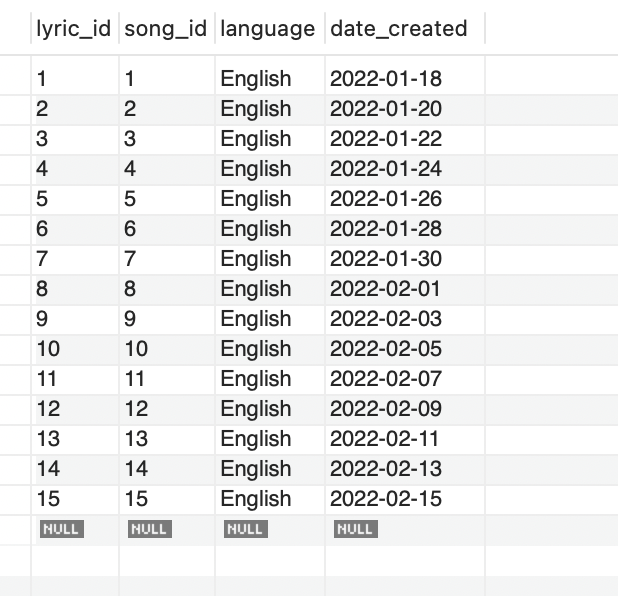 lyric_id song_id language date_created
1 1 English 2022-01-18
2 2 English 2022-01-20
3 3 English 2022-01-22
4 4 English 2022-01-24
5 5 English 2022-01-26
6 6 English 2022-01-28
7 7 English 2022-01-30
8 8 English 2022-02-01
9 9 English 2022-02-03
10 10 English 2022-02-05
11 11 English 2022-02-07
12 12 English 2022-02-09
13 13 English 2022-02-11
14 14 English 2022-02-13
15 15 English 2022-02-15
NULL NULL NULL NULL